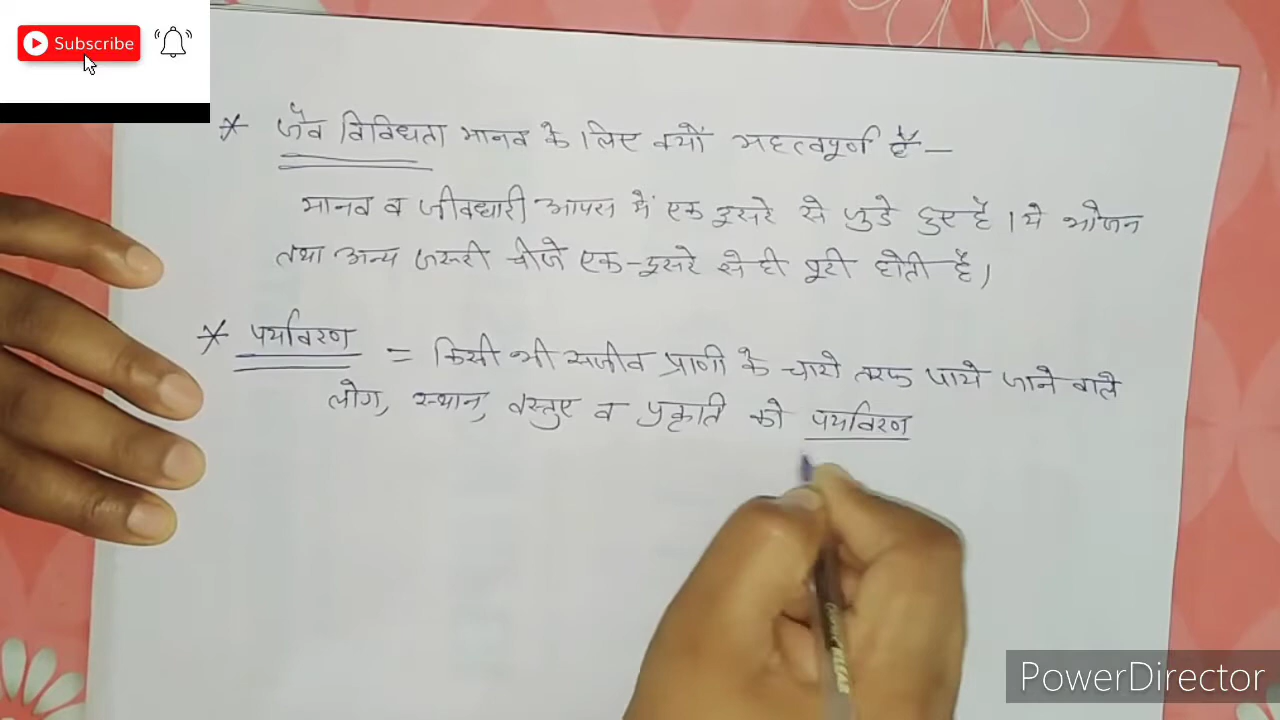 Subscribe
* जैव विविधता मानव के लिए क्यों महत्वपूर्ण है –
मानव व जीवधारी आपस में एक दूसरे से जुडे हुए है । ये भोजन
तथा अन्य जरूरी चीजे एक-दूसरे से ही पूरी होती है।
* पर्यावरण = किसी भी सजीव प्राणी के चारो तरफ पाये जाने वाले
लोग, स्थान, वस्तुए व प्रकृति को पर्यावरण
PowerDirector